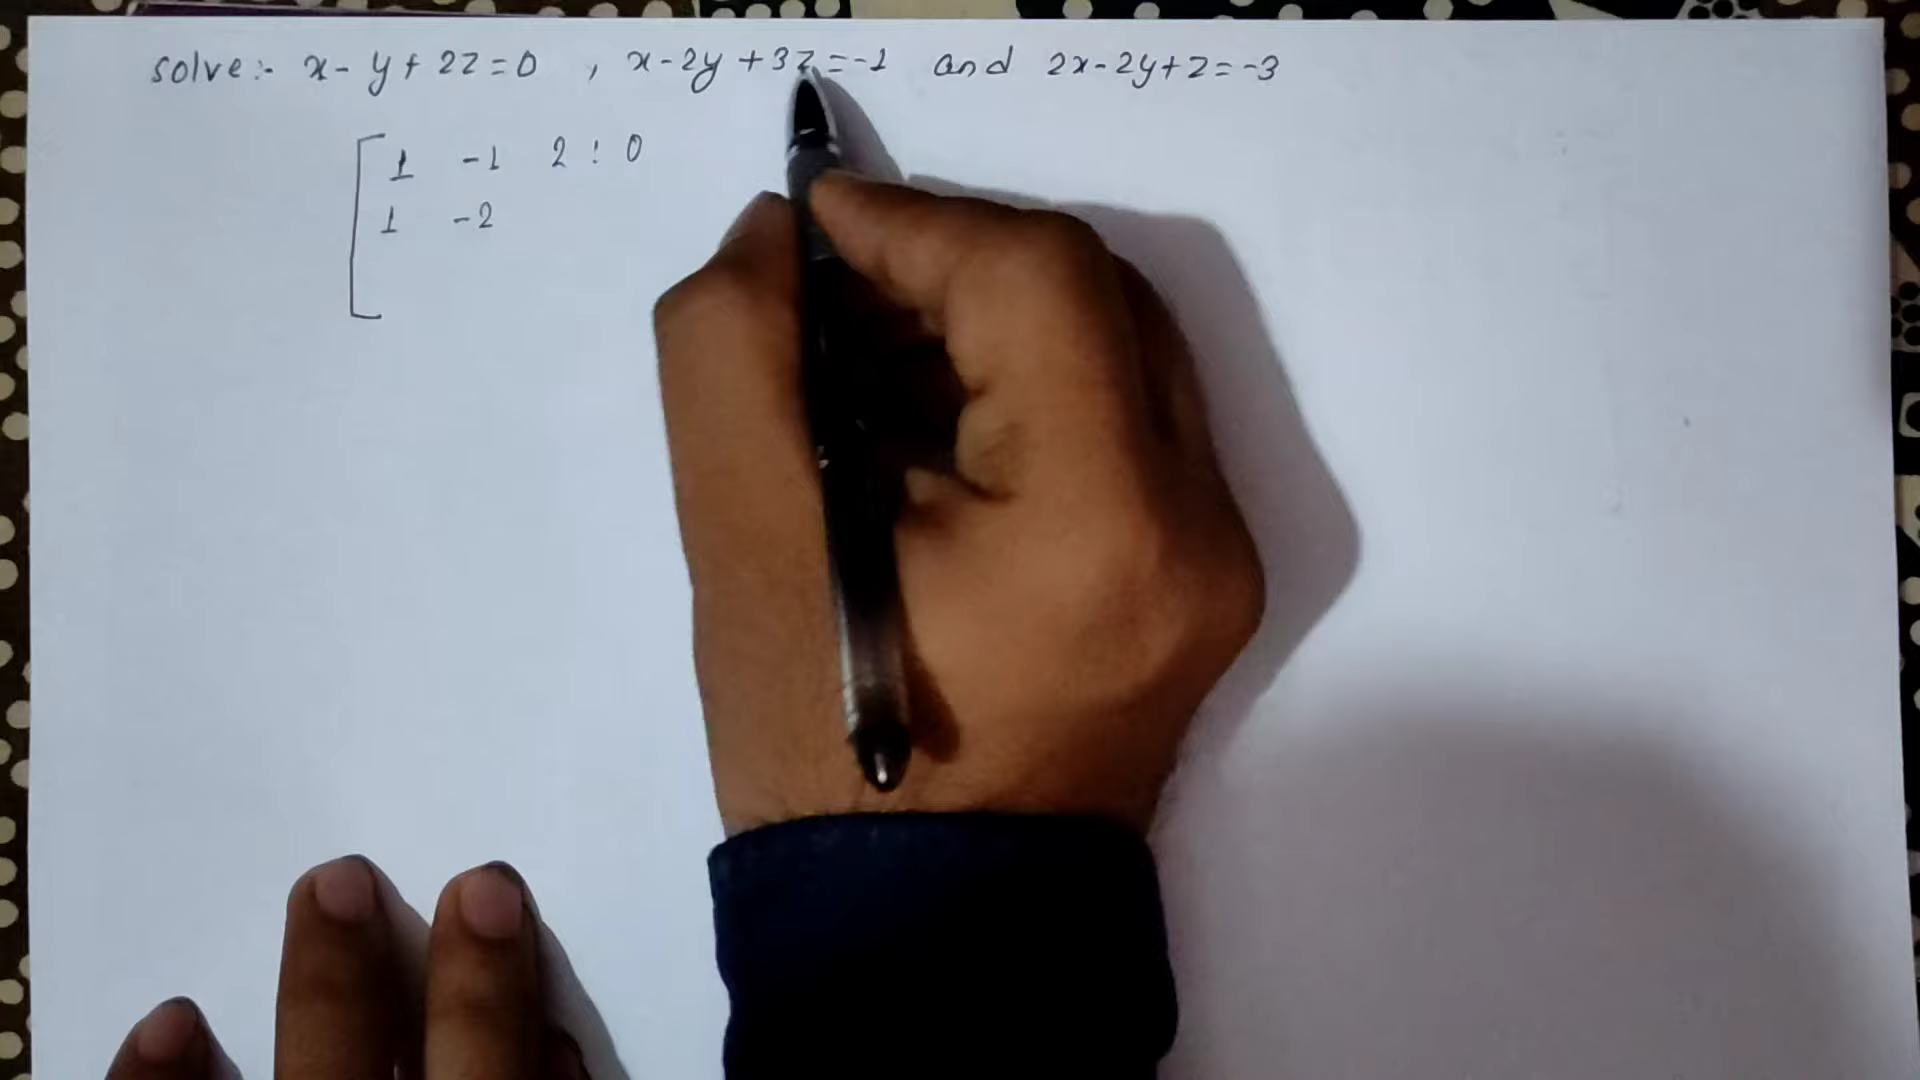 solve:- x-y+2z=0 , x-2y+3z=-1 and 2x-2y+z=-3
1 -1 2 : 0
1 -2